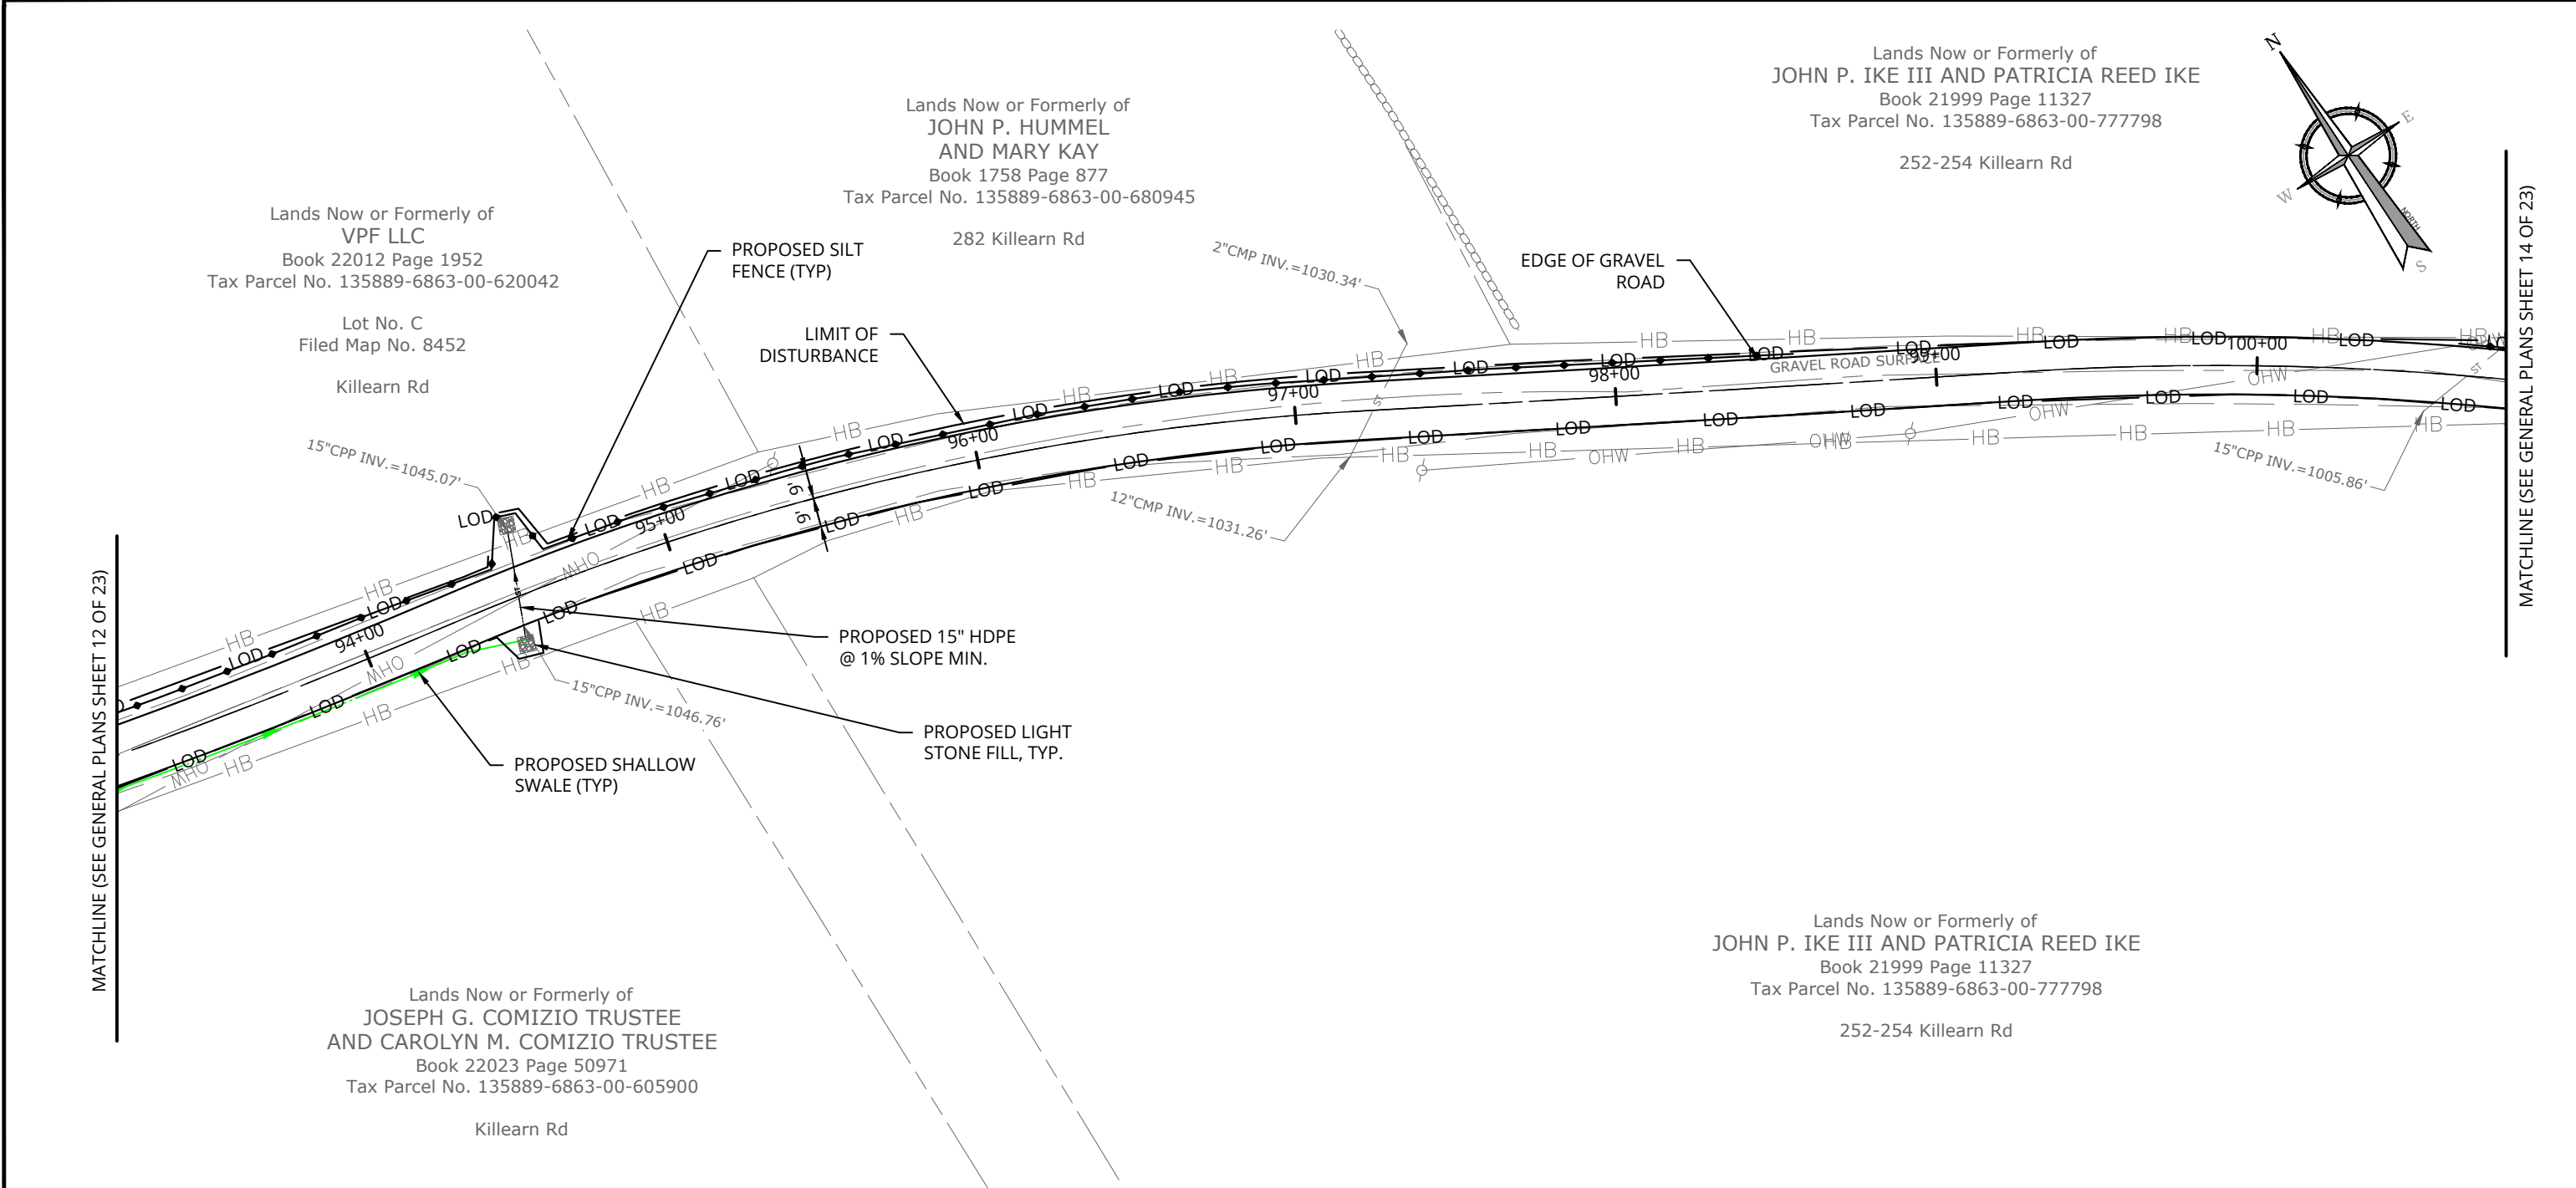 Lands Now or Formerly of
VPF LLC
Book 22012 Page 1952
Tax Parcel No. 135889-6863-00-620042
Lot No. C
Filed Map No. 8452
Killearn Rd
Lands Now or Formerly of
JOHN P. HUMMEL
AND MARY KAY
Book 1758 Page 877
Tax Parcel No. 135889-6863-00-680945
282 Killearn Rd
Lands Now or Formerly of
JOHN P. IKE III AND PATRICIA REED IKE
Book 21999 Page 11327
Tax Parcel No. 135889-6863-00-777798
252-254 Killearn Rd
N
E
W
S
NORTH
PROPOSED SILT
FENCE (TYP)
LIMIT OF
DISTURBANCE
2"CMP INV.=1030.34'
EDGE OF GRAVEL
ROAD
15"CPP INV.=1045.07'
MATCHLINE (SEE GENERAL PLANS SHEET 12 OF 23)
MATCHLINE (SEE GENERAL PLANS SHEET 14 OF 23)
94+00
95+00
96+00
97+00
98+00
99+00
100+00
GRAVEL ROAD SURFACE
LOD
HB
OHW
ST
9'
9'
12"CMP INV.=1031.26'
15"CPP INV.=1005.86'
PROPOSED 15" HDPE
@ 1% SLOPE MIN.
15"CPP INV.=1046.76'
PROPOSED LIGHT
STONE FILL, TYP.
PROPOSED SHALLOW
SWALE (TYP)
Lands Now or Formerly of
JOSEPH G. COMIZIO TRUSTEE
AND CAROLYN M. COMIZIO TRUSTEE
Book 22023 Page 50971
Tax Parcel No. 135889-6863-00-605900
Killearn Rd
Lands Now or Formerly of
JOHN P. IKE III AND PATRICIA REED IKE
Book 21999 Page 11327
Tax Parcel No. 135889-6863-00-777798
252-254 Killearn Rd